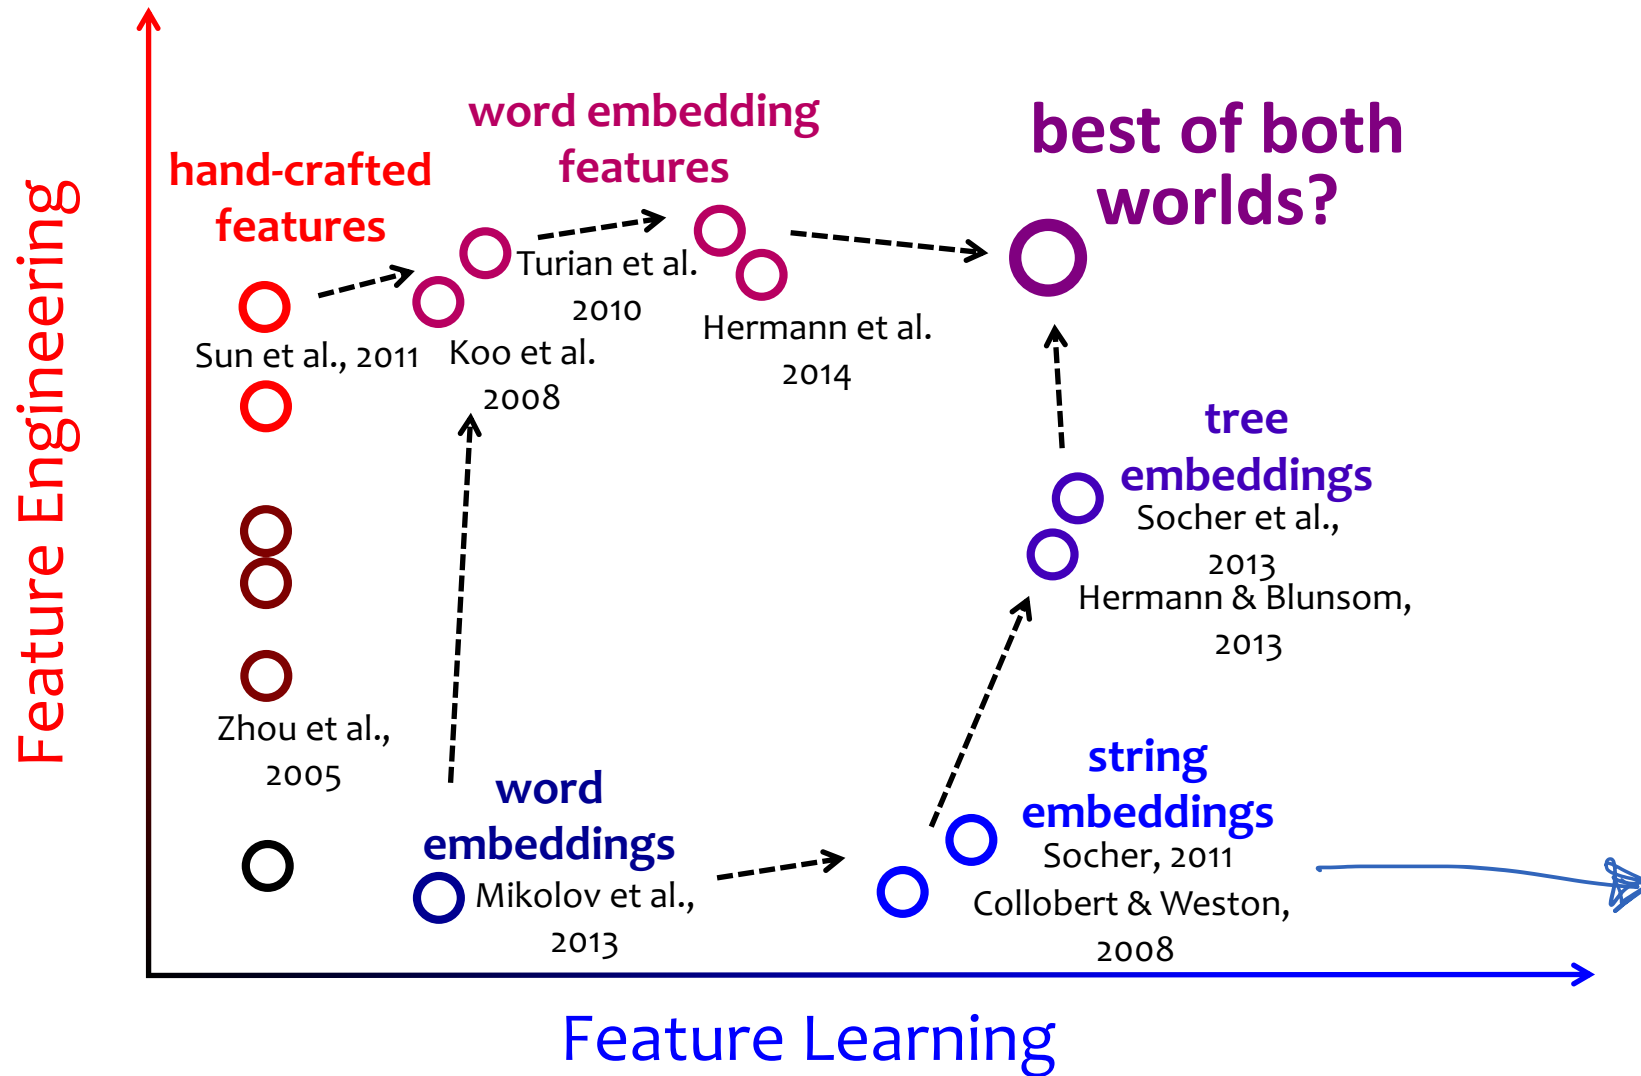 Feature Engineering
word embedding
features
best of both
worlds?
hand-crafted
features
Turian et al.
2010
Hermann et al.
2014
Sun et al., 2011
Koo et al.
2008
tree
embeddings
Socher et al.,
2013
Hermann & Blunsom,
2013
Zhou et al.,
2005
word
embeddings
Mikolov et al.,
2013
string
embeddings
Socher, 2011
Collobert & Weston,
2008
Feature Learning